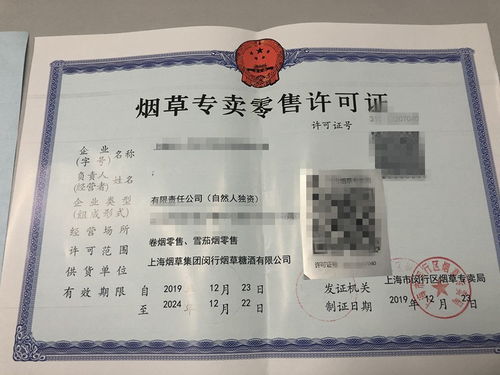 烟草专卖零售许可证
许可证号
企业
(字号)名称
负责人
(经营者)姓名
企业类型
(组成形式) 有限责任公司（自然人独资）
经营场所
许可范围 卷烟零售、雪茄烟零售
供货单位 上海烟草集团闵行烟草糖酒有限公司
有效期限 自 2019 年 12 月 23 日
至 2024 年 12 月 22 日
发证机关 上海市闵行区烟草专卖局
制证日期 2019 年 12 月 23 日